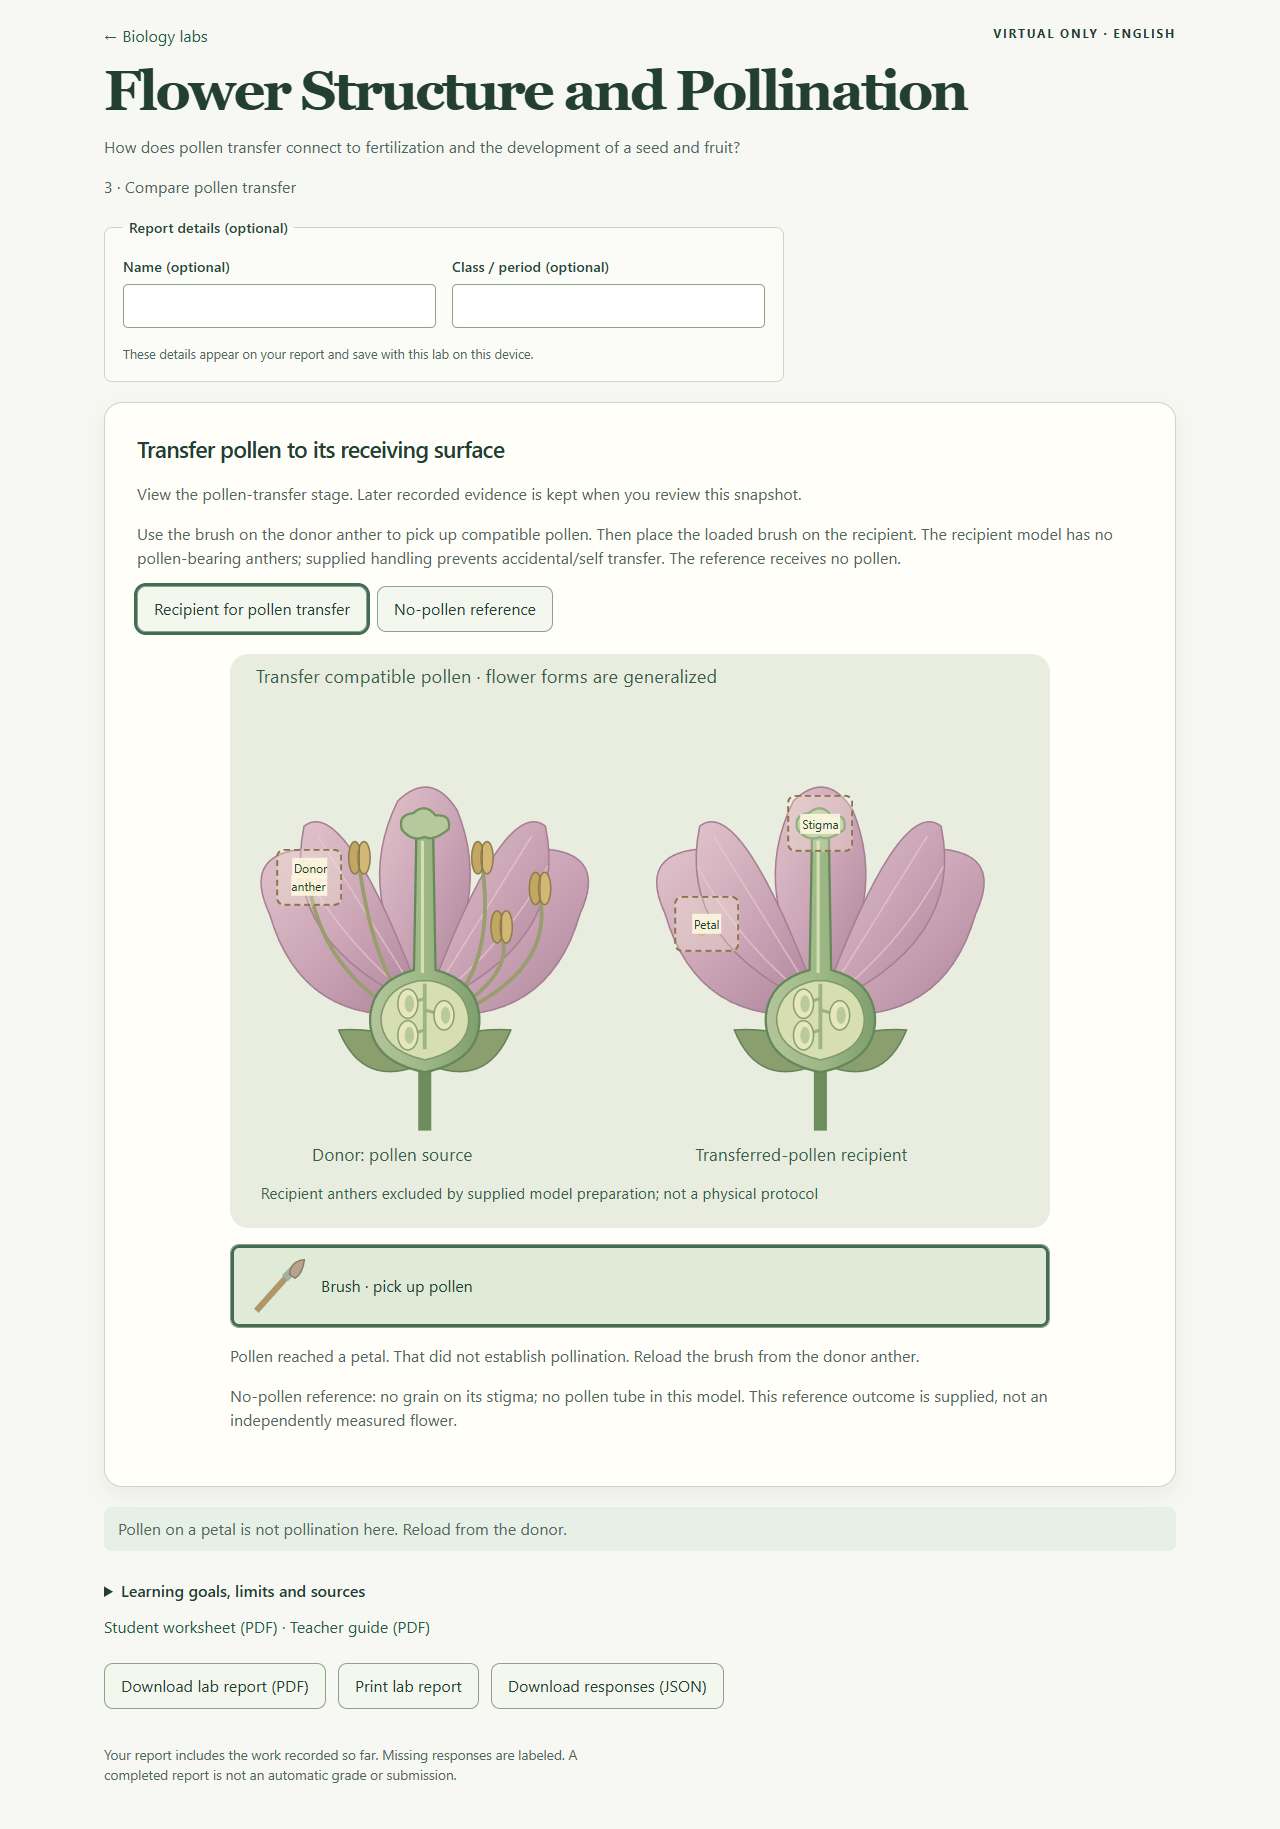 ← Biology labs
VIRTUAL ONLY · ENGLISH
Flower Structure and Pollination
How does pollen transfer connect to fertilization and the development of a seed and fruit?
3 · Compare pollen transfer
Report details (optional)
Name (optional)
Class / period (optional)
These details appear on your report and save with this lab on this device.
Transfer pollen to its receiving surface
View the pollen-transfer stage. Later recorded evidence is kept when you review this snapshot.
Use the brush on the donor anther to pick up compatible pollen. Then place the loaded brush on the recipient. The recipient model has no
pollen-bearing anthers; supplied handling prevents accidental/self transfer. The reference receives no pollen.
Recipient for pollen transfer
No-pollen reference
Transfer compatible pollen · flower forms are generalized
Donor
anther
Stigma
Petal
Donor: pollen source
Transferred-pollen recipient
Recipient anthers excluded by supplied model preparation; not a physical protocol
Brush · pick up pollen
Pollen reached a petal. That did not establish pollination. Reload the brush from the donor anther.
No-pollen reference: no grain on its stigma; no pollen tube in this model. This reference outcome is supplied, not an
independently measured flower.
Pollen on a petal is not pollination here. Reload from the donor.
▶ Learning goals, limits and sources
Student worksheet (PDF) · Teacher guide (PDF)
Download lab report (PDF)
Print lab report
Download responses (JSON)
Your report includes the work recorded so far. Missing responses are labeled. A
completed report is not an automatic grade or submission.